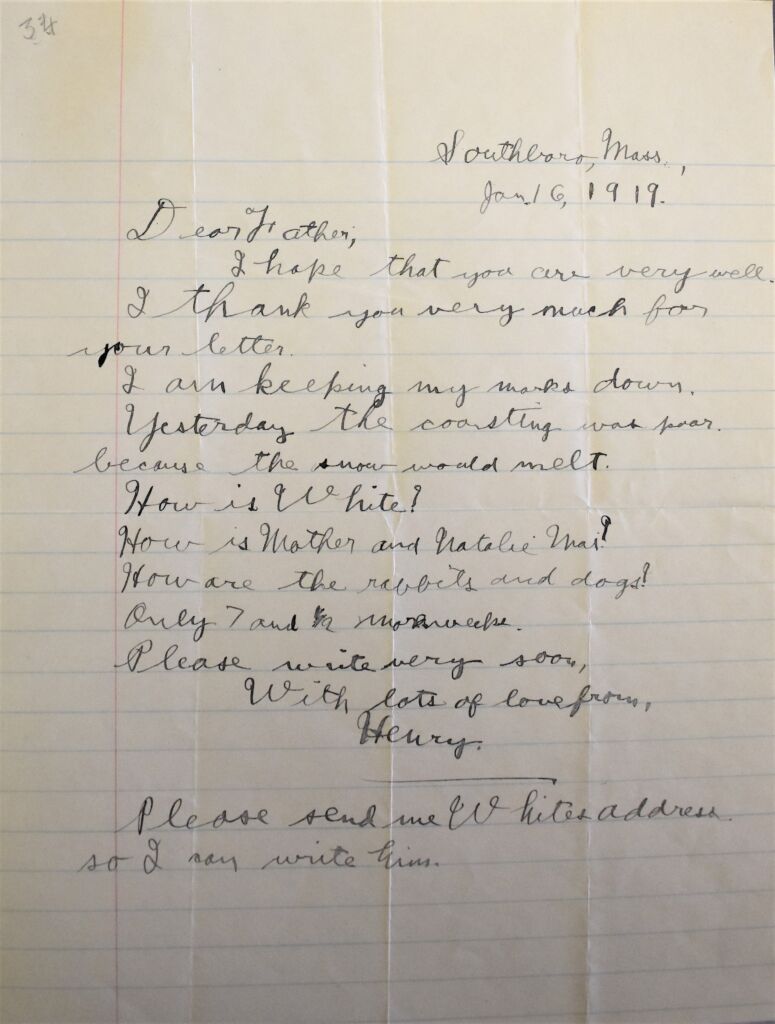 Southboro, Mass.,
Jan. 16, 1919.
Dear Father,
I hope that you are very well.
I thank you very much for
your letter.
I am keeping my marks down.
Yesterday the coasting was poor.
because the snow would melt.
How is White?
How is Mother and Natalie Mai?
How are the rabbits and dogs?
Only 7 and 1/2 more weeks.
Please write very soon,
With lots of love from,
Henry.
Please send me Whites address.
so I can write him.